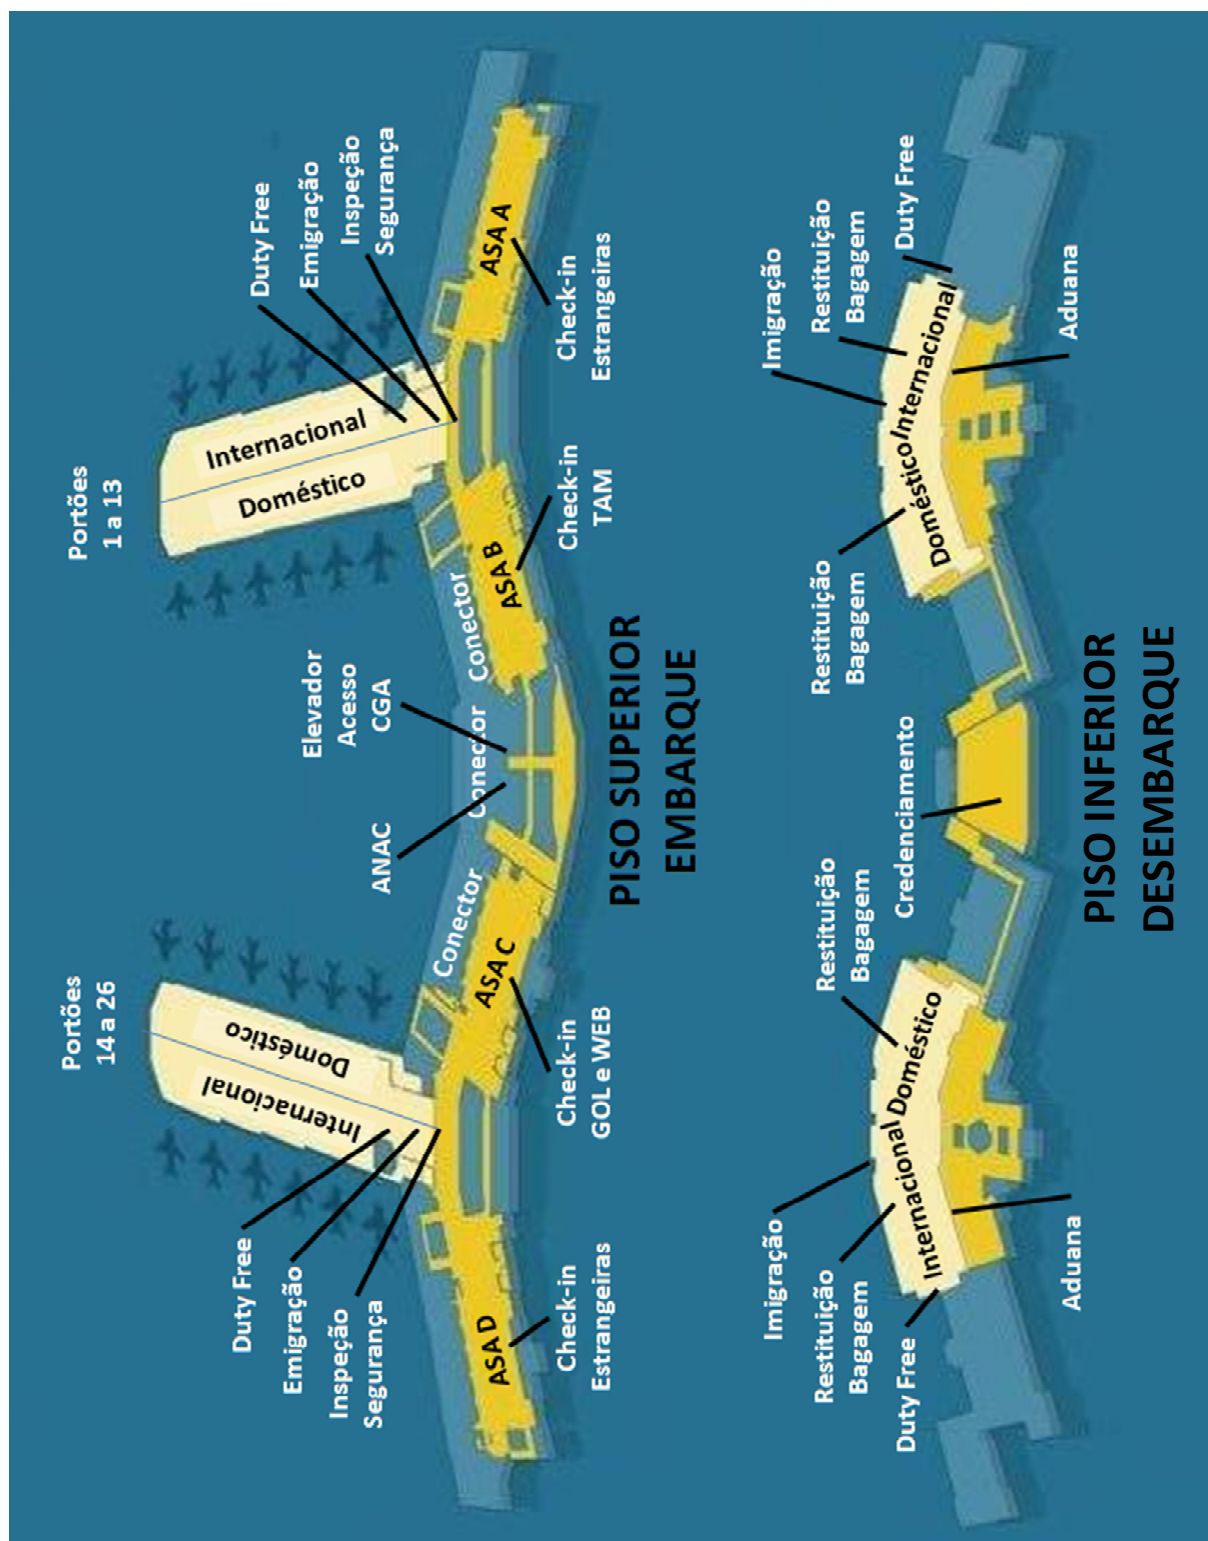 Portões
14 a 26
Portões
1 a 13
Internacional
Doméstico
Doméstico
Internacional
Duty Free
Emigração
Inspeção
Segurança
ANAC
Elevador
Acesso
CGA
Duty Free
Emigração
Inspeção
Segurança
Conector
Conector
Conector
ASA D
ASA C
ASA B
ASA A
Check-in
Estrangeiras
Check-in
GOL e WEB
Check-in
TAM
Check-in
Estrangeiras
PISO SUPERIOR
EMBARQUE
Imigração
Restituição
Bagagem
Duty Free
Restituição
Bagagem
Credenciamento
Restituição
Bagagem
Imigração
Restituição
Bagagem
Duty Free
Internacional
Doméstico
Doméstico
Internacional
Aduana
Aduana
PISO INFERIOR
DESEMBARQUE